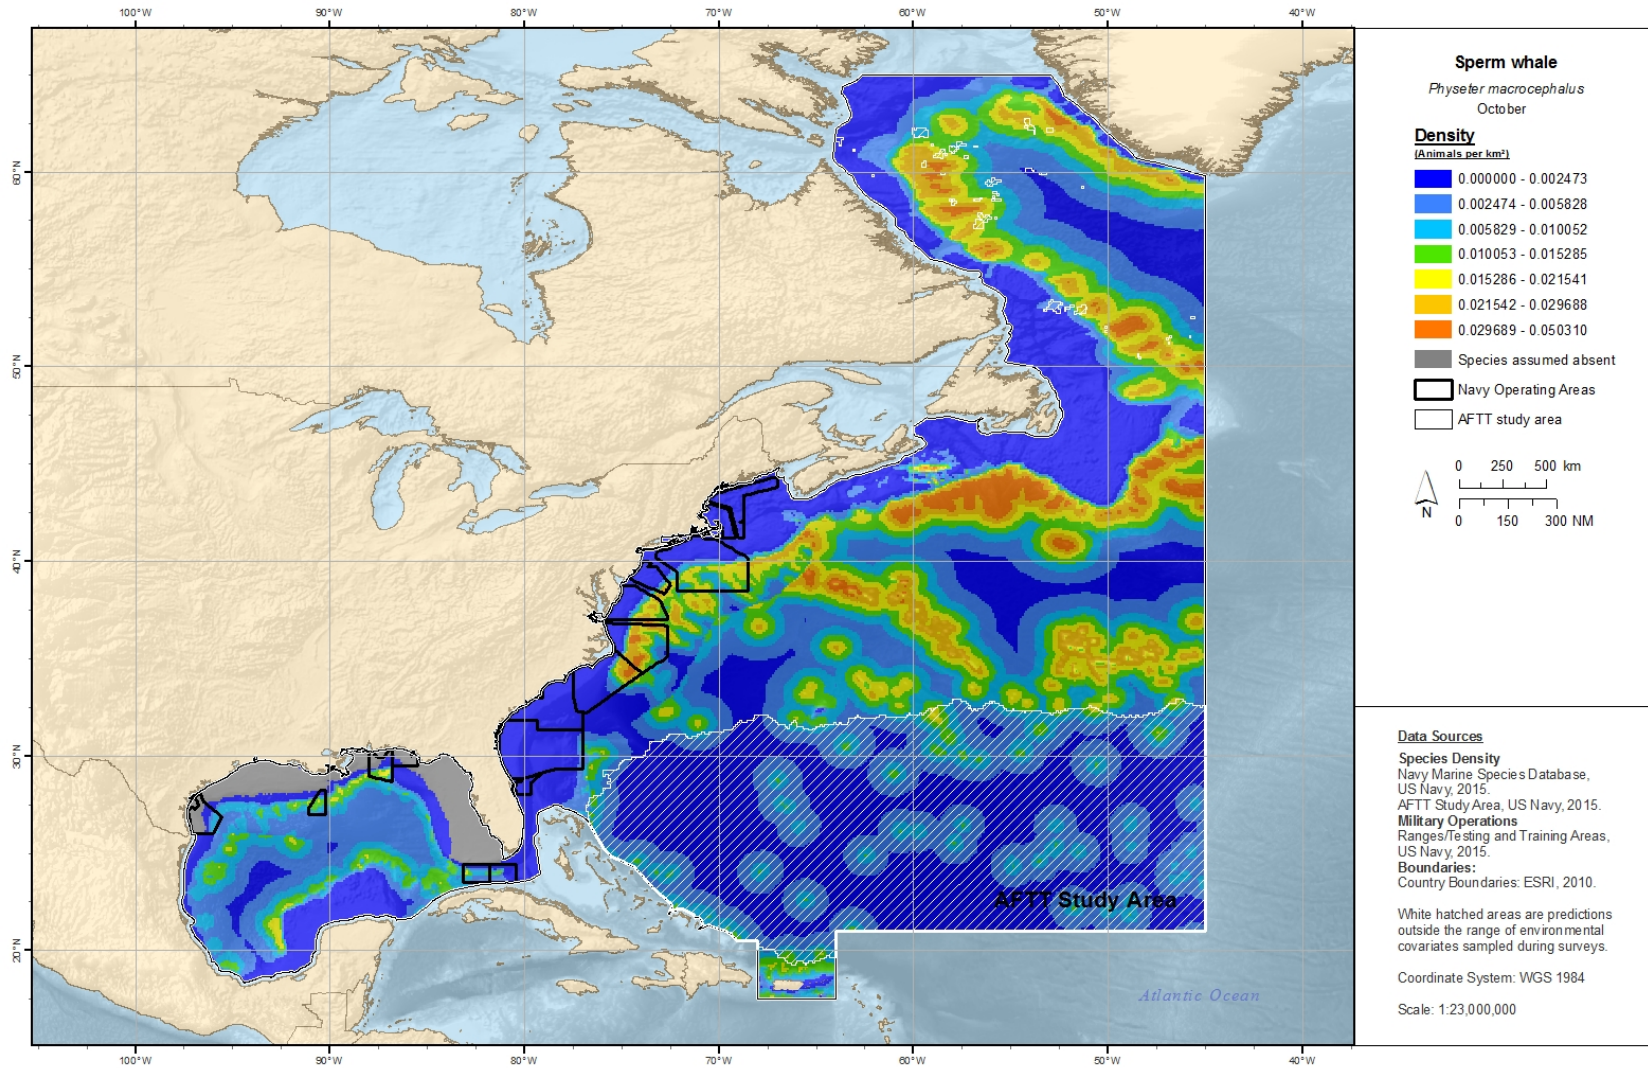 100°W
90°W
80°W
70°W
60°W
50°W
40°W
60°N
50°N
40°N
30°N
20°N
60°N
50°N
40°N
30°N
20°N
AFTT Study Area
Atlantic Ocean
100°W
90°W
80°W
70°W
60°W
50°W
40°W
Sperm whale
Physeter macrocephalus
October
Density
(Animals per km²)
0.000000 - 0.002473
0.002474 - 0.005828
0.005829 - 0.010052
0.010053 - 0.015285
0.015286 - 0.021541
0.021542 - 0.029688
0.029689 - 0.050310
Species assumed absent
Navy Operating Areas
AFTT study area
N
0 250 500 km
0 150 300 NM
Data Sources
Species Density
Navy Marine Species Database,
US Navy, 2015.
AFTT Study Area, US Navy, 2015.
Military Operations
Ranges/Testing and Training Areas,
US Navy, 2015.
Boundaries:
Country Boundaries: ESRI, 2010.
White hatched areas are predictions
outside the range of environmental
covariates sampled during surveys.
Coordinate System: WGS 1984
Scale: 1:23,000,000